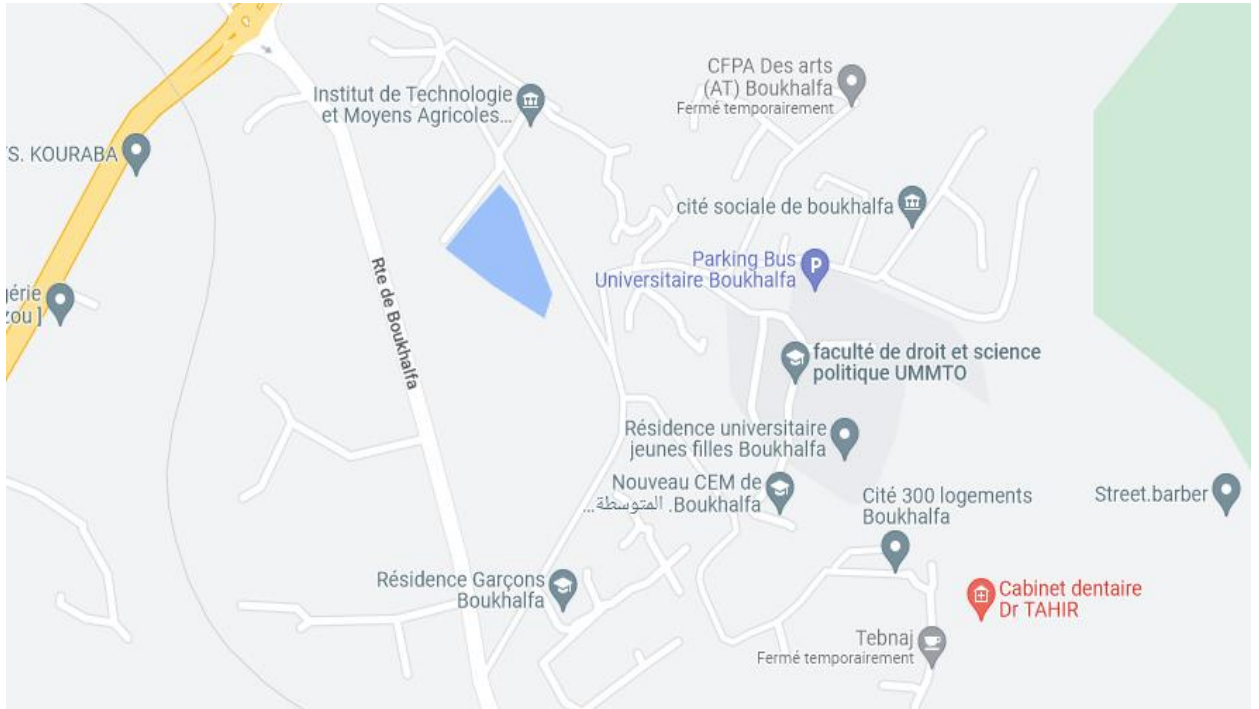 CFPA Des arts
(AT) Boukhalfa
Fermé temporairement
Institut de Technologie
et Moyens Agricoles...
S. KOURABA
cité sociale de boukhalfa
Parking Bus
Universitaire Boukhalfa
P
Rte de Boukhalfa
gérie
zou ]
faculté de droit et science
politique UMMTO
Résidence universitaire
jeunes filles Boukhalfa
Nouveau CEM de
Boukhalfa. المتوسطة...
Cité 300 logements
Boukhalfa
Street.barber
Résidence Garçons
Boukhalfa
Cabinet dentaire
Dr TAHIR
Tebnaj
Fermé temporairement